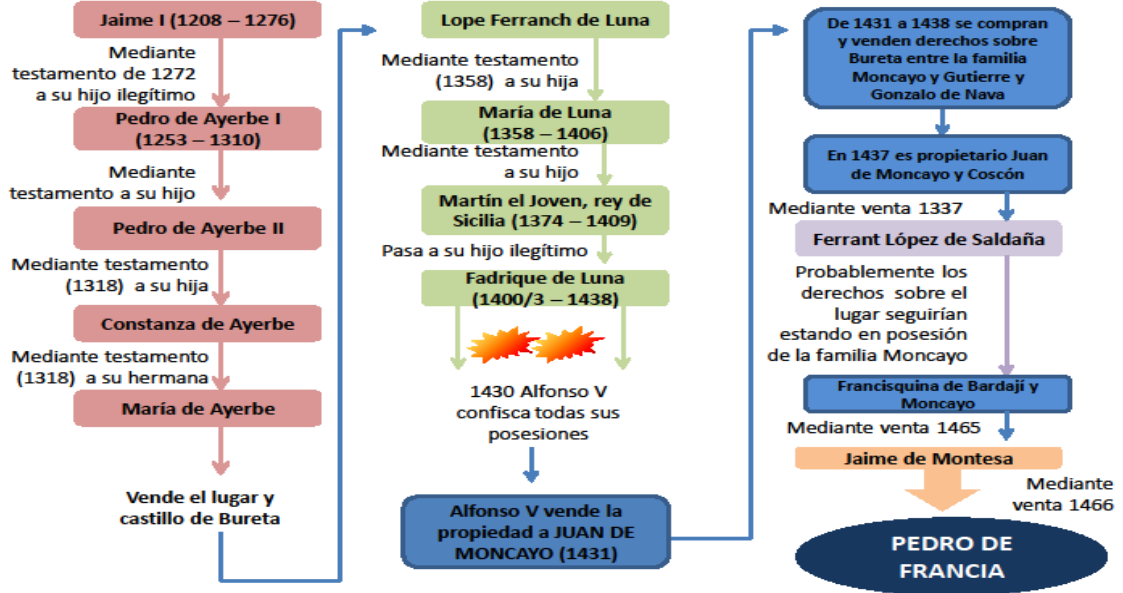 Jaime I (1208 – 1276)
Mediante
testamento de 1272
a su hijo ilegítimo
Pedro de Ayerbe I
(1253 – 1310)
Mediante
testamento a su hijo
Pedro de Ayerbe II
Mediante testamento
(1318) a su hija
Constanza de Ayerbe
Mediante testamento
(1318) a su hermana
María de Ayerbe
Vende el lugar y
castillo de Bureta
Lope Ferranch de Luna
Mediante testamento
(1358) a su hija
María de Luna
(1358 – 1406)
Mediante testamento
a su hijo
Martín el Joven, rey de
Sicilia (1374 – 1409)
Pasa a su hijo ilegítimo
Fadrique de Luna
(1400/3 – 1438)
1430 Alfonso V
confisca todas sus
posesiones
Alfonso V vende la
propiedad a JUAN DE
MONCAYO (1431)
De 1431 a 1438 se compran
y venden derechos sobre
Bureta entre la familia
Moncayo y Gutierre y
Gonzalo de Nava
En 1437 es propietario Juan
de Moncayo y Coscón
Mediante venta 1337
Ferrant López de Saldaña
Probablemente los
derechos sobre el
lugar seguirían
estando en posesión
de la familia Moncayo
Francisquina de Bardají y
Moncayo
Mediante venta 1465
Jaime de Montesa
Mediante
venta 1466
PEDRO DE
FRANCIA